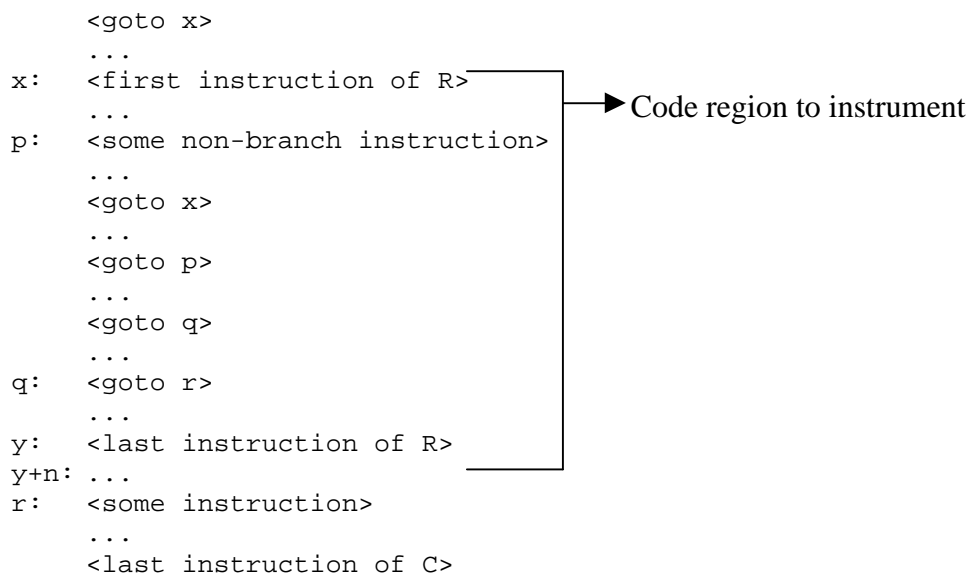 <goto x>
...
x: <first instruction of R>
Code region to instrument
...
p: <some non-branch instruction>
...
<goto x>
...
<goto p>
...
<goto q>
...
q: <goto r>
...
y: <last instruction of R>
y+n: ...
r: <some instruction>
...
<last instruction of C>